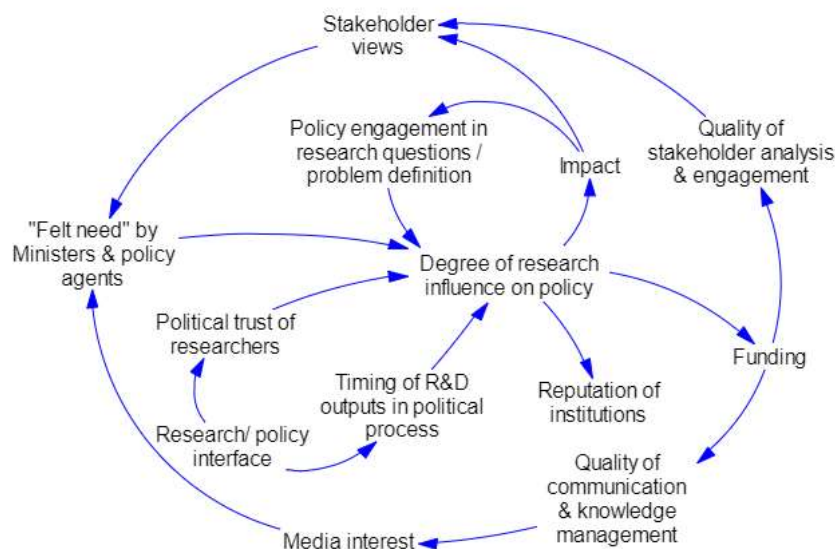 Stakeholder
views
Policy engagement in
research questions /
problem definition
Impact
Quality of
stakeholder analysis
& engagement
"Felt need" by
Ministers & policy
agents
Degree of research
influence on policy
Political trust of
researchers
Funding
Timing of R&D
outputs in political
process
Reputation of
institutions
Research/ policy
interface
Quality of
communication
& knowledge
management
Media interest